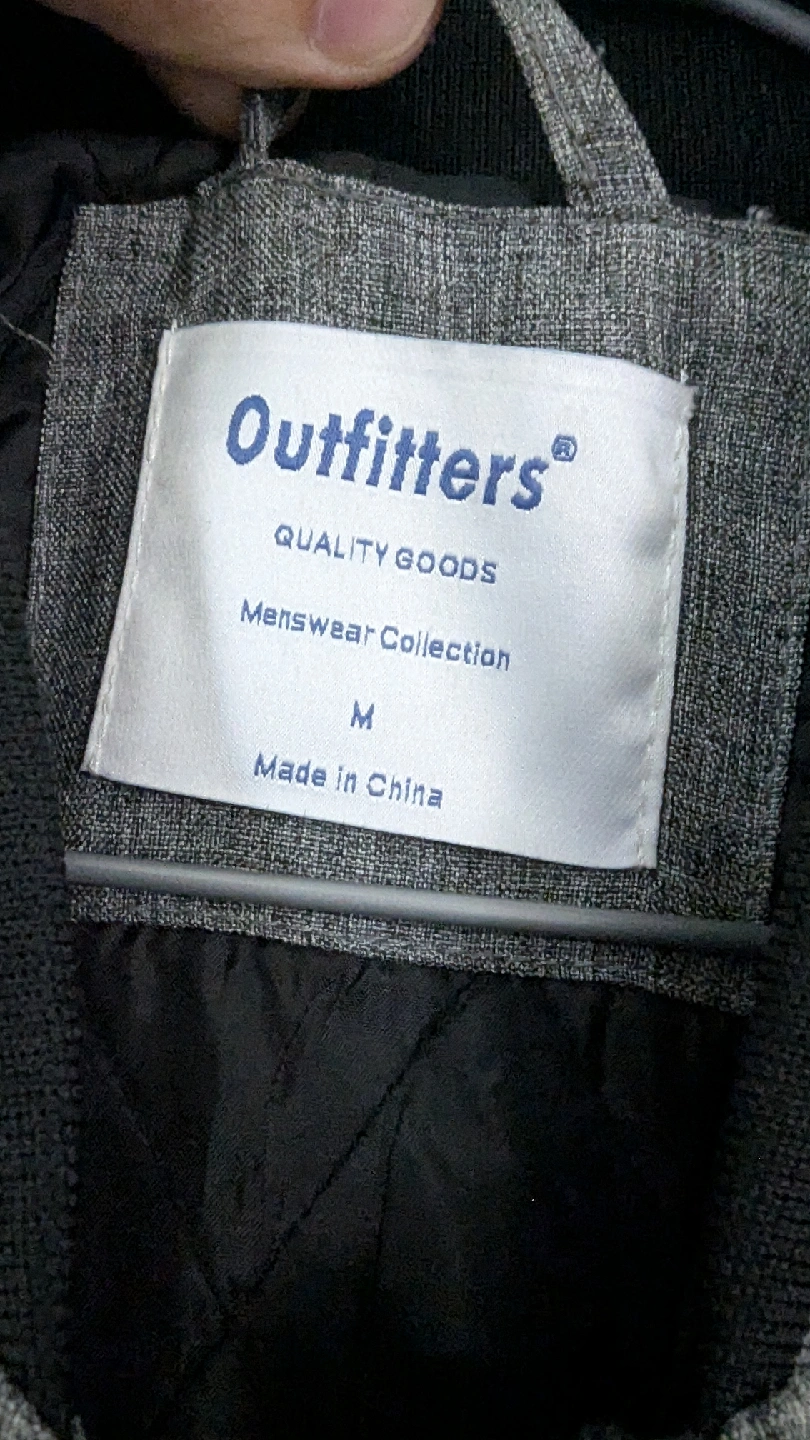 Outfitters®
QUALITY GOODS
Menswear Collection
M
Made in China